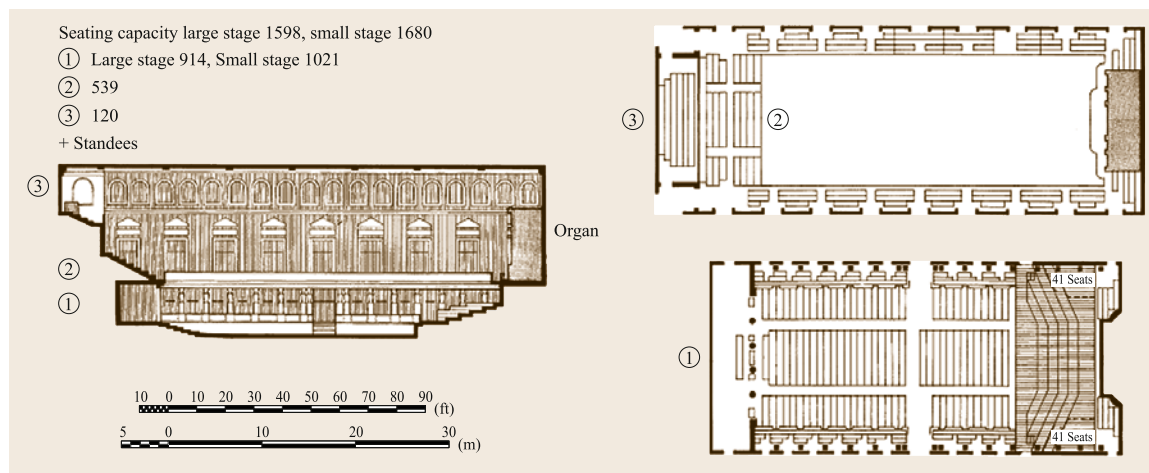 Seating capacity large stage 1598, small stage 1680
① Large stage 914, Small stage 1021
② 539
③ 120
+ Standees
③
②
①
Organ
10 0 10 20 30 40 50 60 70 80 90 (ft)
5 0 10 20 30 (m)
③
②
①
41 Seats
41 Seats